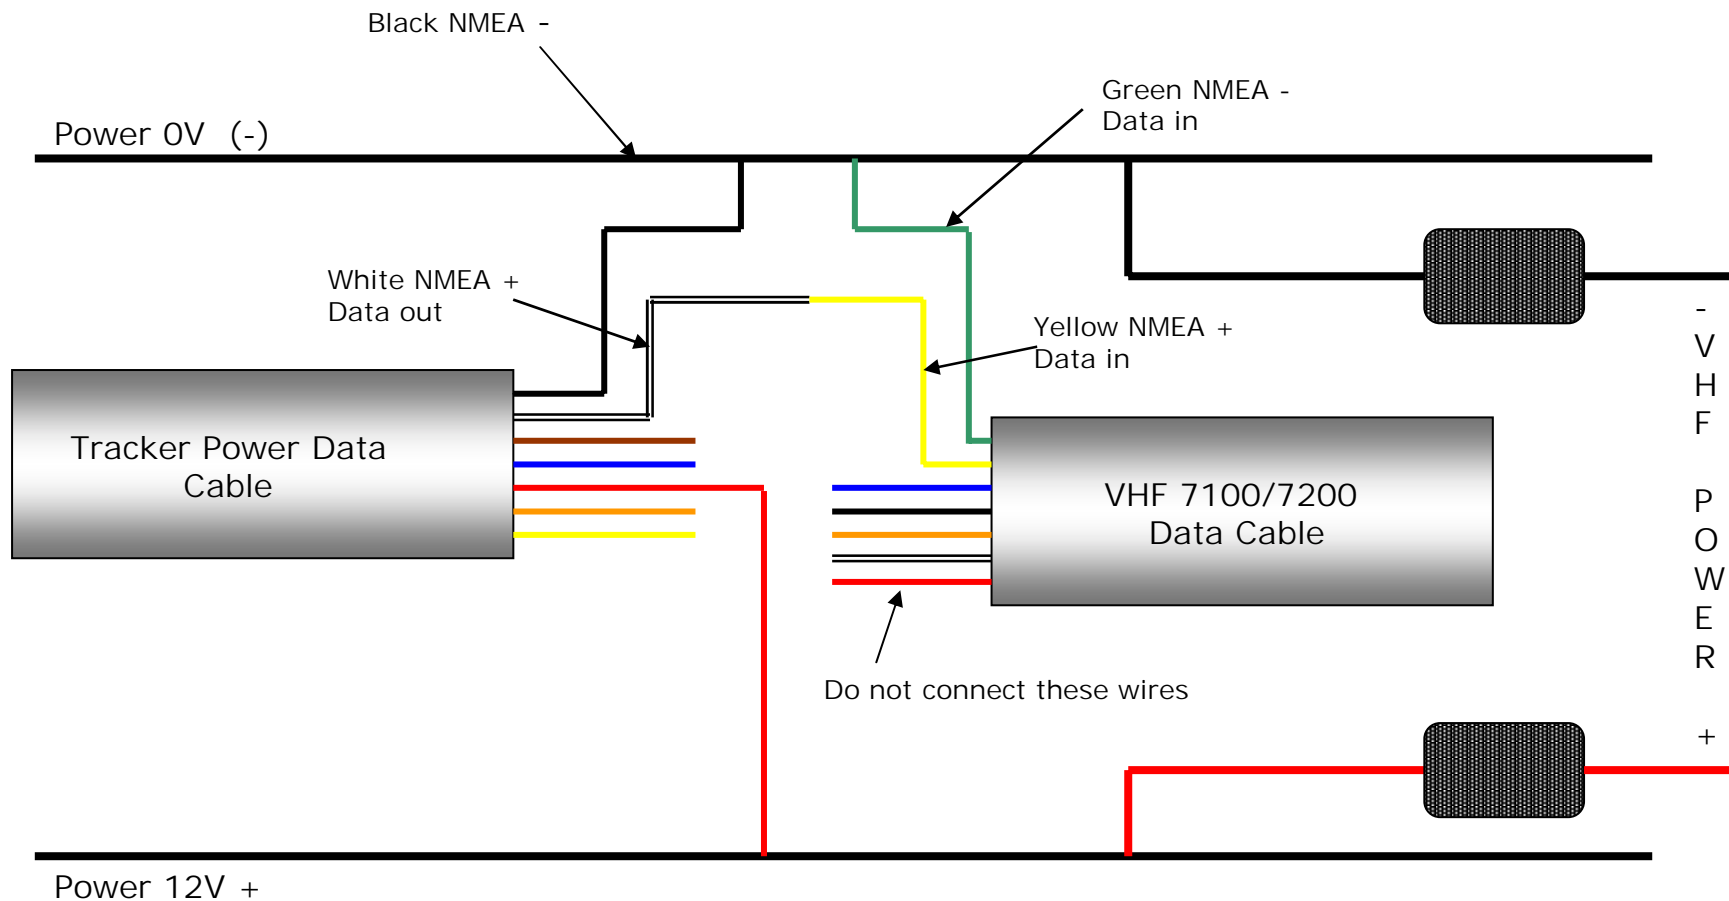 Black NMEA -
Green NMEA -
Data in
Power 0V (-)
White NMEA +
Data out
Yellow NMEA +
Data in
Tracker Power Data
Cable
VHF 7100/7200
Data Cable
Do not connect these wires
-
V
H
F
P
O
W
E
R
+
Power 12V +